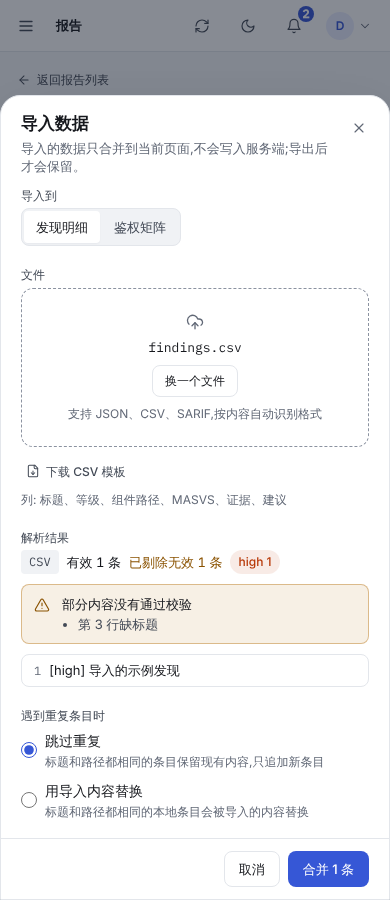 报告
2
D
返回报告列表
导入数据
导入的数据只合并到当前页面,不会写入服务端;导出后
才会保留。
导入到
发现明细 鉴权矩阵
文件
findings.csv
换一个文件
支持 JSON、CSV、SARIF,按内容自动识别格式
下载 CSV 模板
列: 标题、等级、组件路径、MASVS、证据、建议
解析结果
CSV 有效 1 条 已剔除无效 1 条 high 1
部分内容没有通过校验
• 第 3 行缺标题
1 [high] 导入的示例发现
遇到重复条目时
跳过重复
标题和路径都相同的条目保留现有内容,只追加新条目
用导入内容替换
标题和路径都相同的本地条目会被导入的内容替换
取消 合并 1 条